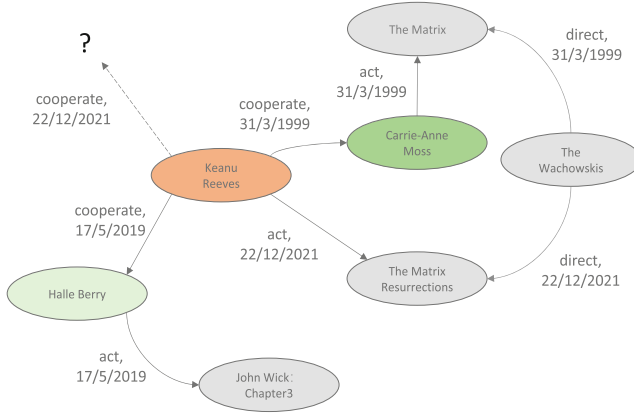 ?
The Matrix
direct,
31/3/1999
act,
31/3/1999
cooperate,
22/12/2021
cooperate,
31/3/1999
Carrie-Anne
Moss
The
Wachowskis
Keanu
Reeves
cooperate,
17/5/2019
act,
22/12/2021
direct,
22/12/2021
The Matrix
Resurrections
Halle Berry
act,
17/5/2019
John Wick:
Chapter3